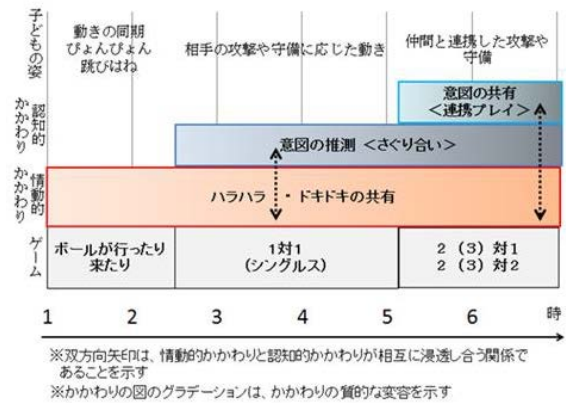 子どもの姿
動きの同期
ぴょんぴょん
跳びはね
相手の攻撃や守備に応じた動き
仲間と連携した攻撃や
守備
認知的
かかわり
意図の共有
<連携プレイ>
意図の推測 <さぐり合い>
情動的
かかわり
ハラハラ ・ドキドキの共有
ゲーム
ボールが行ったり
来たり
1対1
(シングルス)
2 (3) 対1
2 (3) 対2
1 2 3 4 5 6 時
※双方向矢印は、情動的かかわりと認知的かかわりが相互に浸透し合う関係で
あることを示す
※かかわりの図のグラデーションは、かかわりの質的な変容を示す